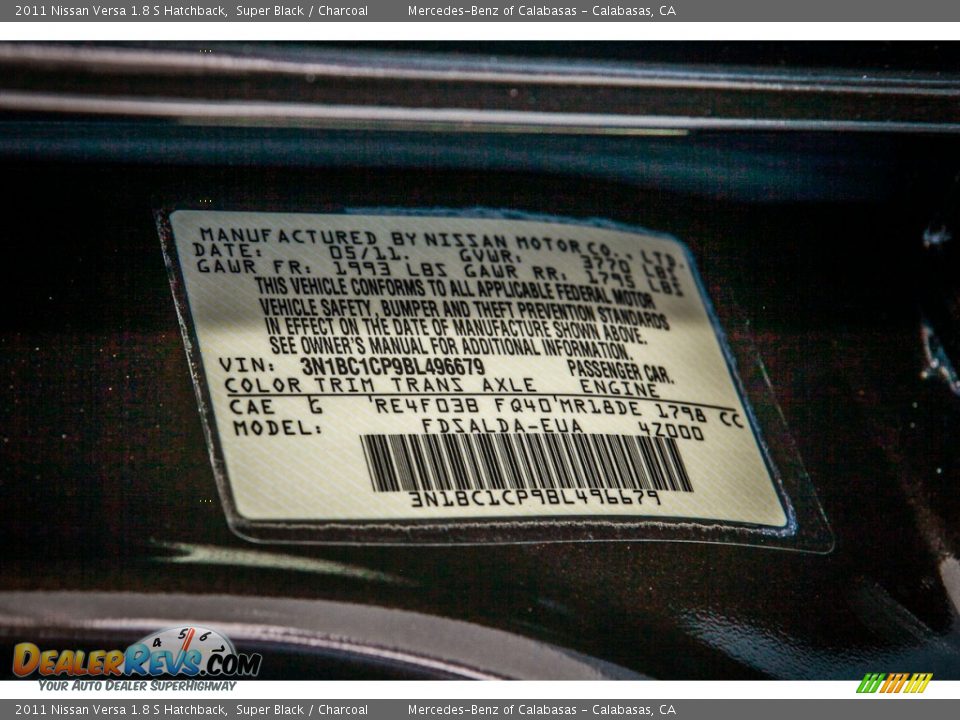 2011 Nissan Versa 1.8 S Hatchback,  Super Black / Charcoal          Mercedes-Benz of Calabasas - Calabasas, CA
MANUFACTURED BY NISSAN MOTOR CO., LTD.
DATE: 05/11. GVWR: 3770 LBS
GAWR FR: 1993 LBS GAWR RR: 1795 LBS
THIS VEHICLE CONFORMS TO ALL APPLICABLE FEDERAL MOTOR
VEHICLE SAFETY, BUMPER AND THEFT PREVENTION STANDARDS
IN EFFECT ON THE DATE OF MANUFACTURE SHOWN ABOVE.
SEE OWNER'S MANUAL FOR ADDITIONAL INFORMATION.
VIN: 3N1BC1CP9BL496679 PASSENGER CAR.
COLOR TRIM TRANS AXLE ENGINE
CAE G 'RE4F03B FQ40'MR18DE 1798 CC
MODEL: FDSALDA-EUA 4Z000
3N1BC1CP9BL496679
4 5 6
DEALERREVS.COM
YOUR AUTO DEALER SUPERHIGHWAY
2011 Nissan Versa 1.8 S Hatchback,  Super Black / Charcoal          Mercedes-Benz of Calabasas - Calabasas, CA